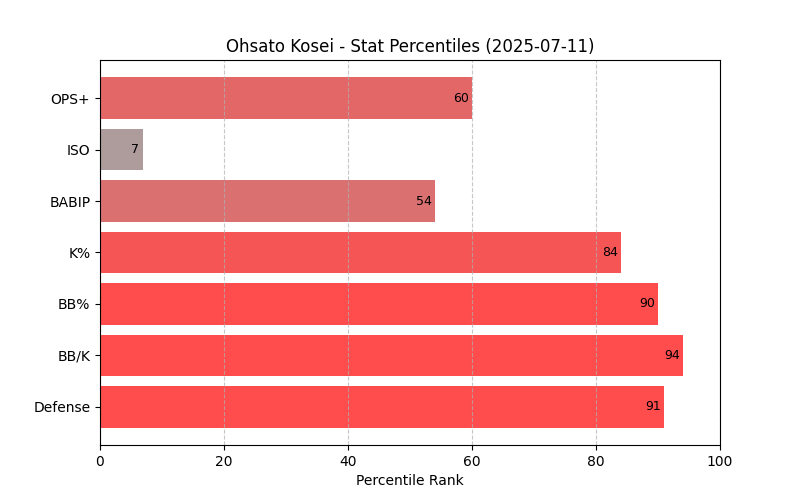 Ohsato Kosei - Stat Percentiles (2025-07-11)
OPS+ 60
ISO 7
BABIP 54
K% 84
BB% 90
BB/K 94
Defense 91
0 20 40 60 80 100
Percentile Rank